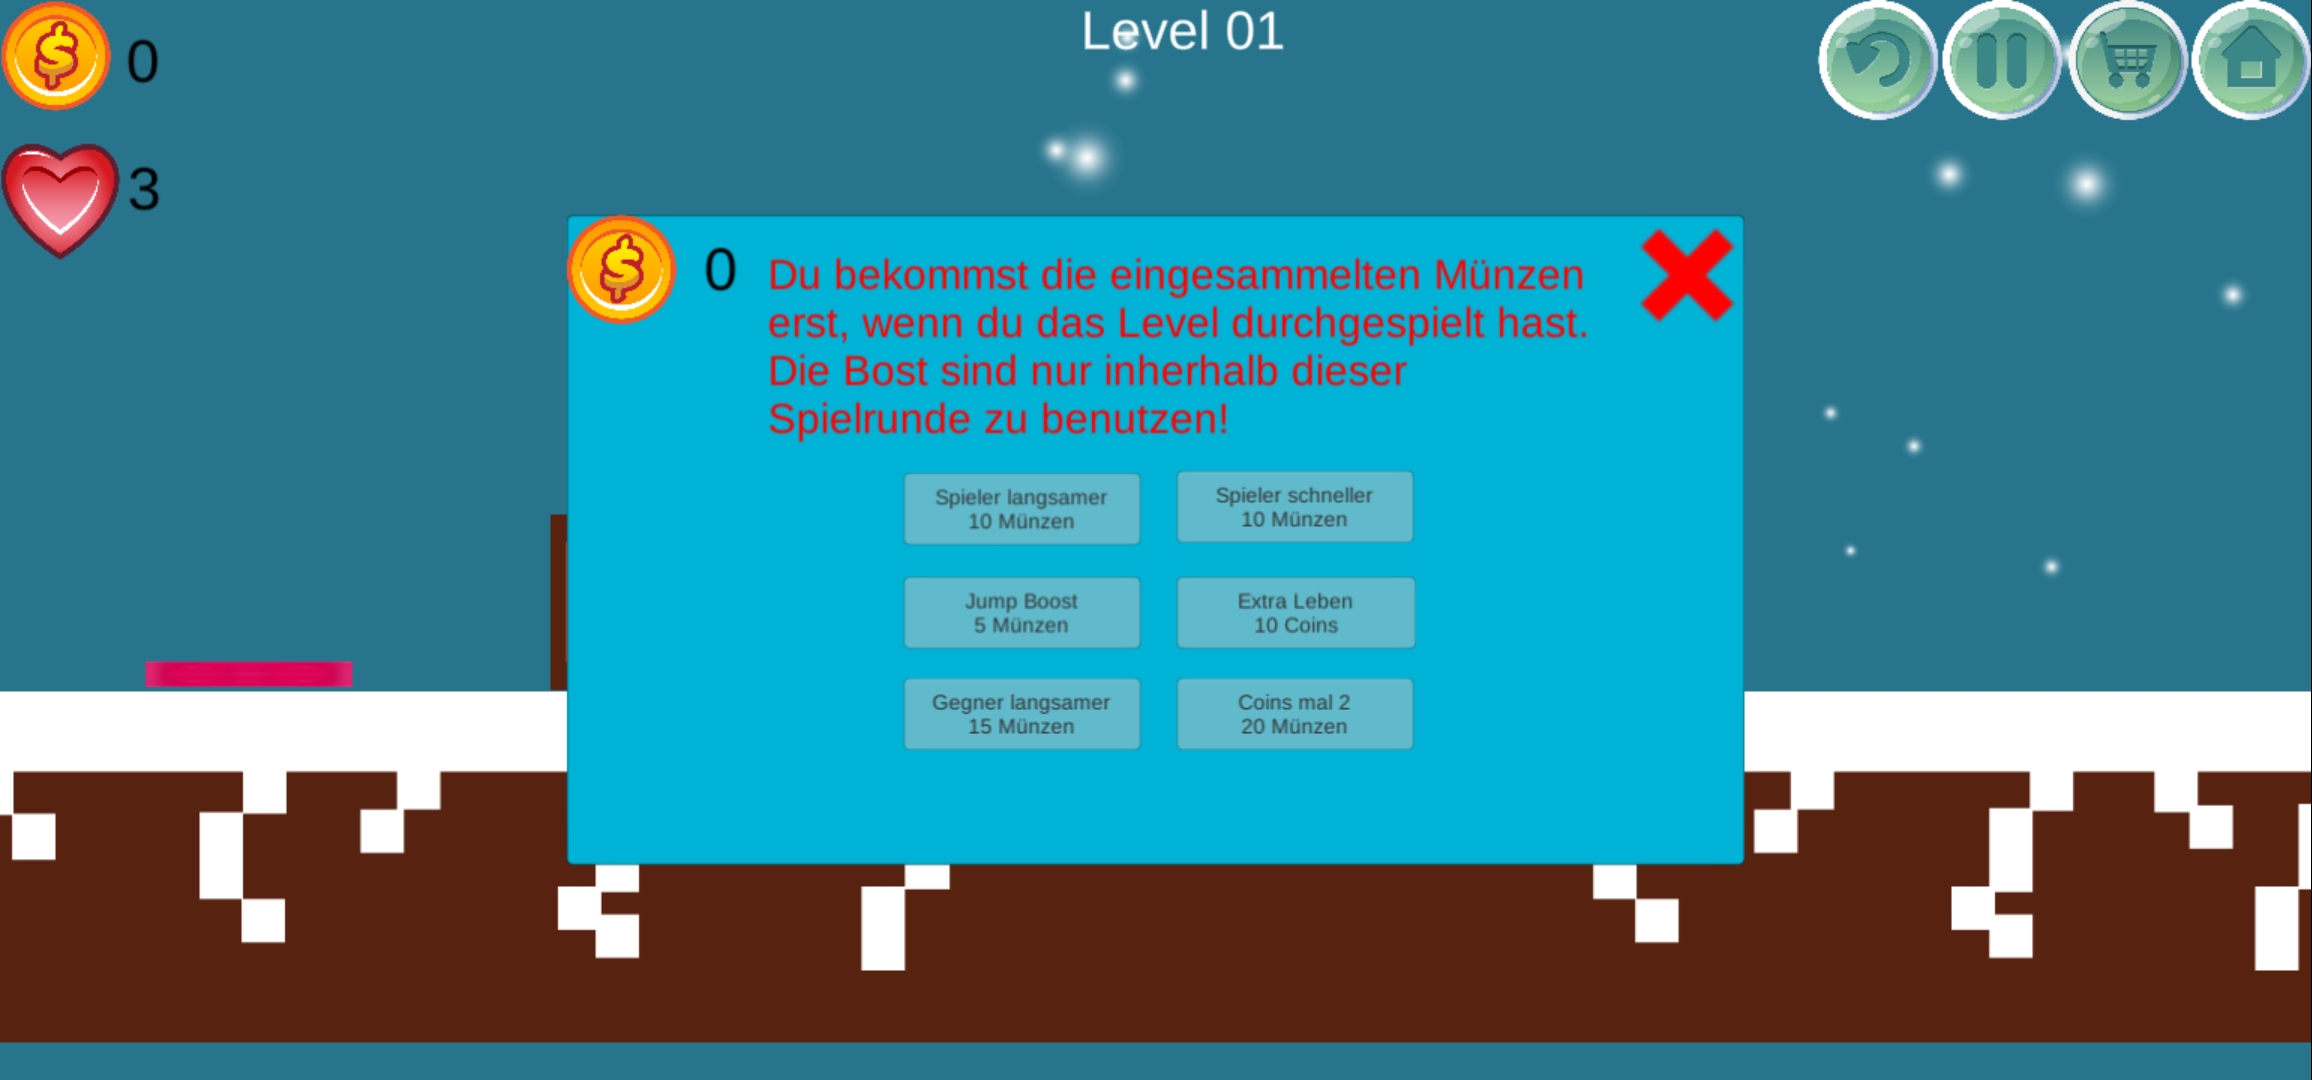 Level 01
0
3
0
Du bekommst die eingesammelten Münzen
erst, wenn du das Level durchgespielt hast.
Die Bost sind nur inherhalb dieser
Spielrunde zu benutzen!
Spieler langsamer
10 Münzen
Spieler schneller
10 Münzen
Jump Boost
5 Münzen
Extra Leben
10 Coins
Gegner langsamer
15 Münzen
Coins mal 2
20 Münzen